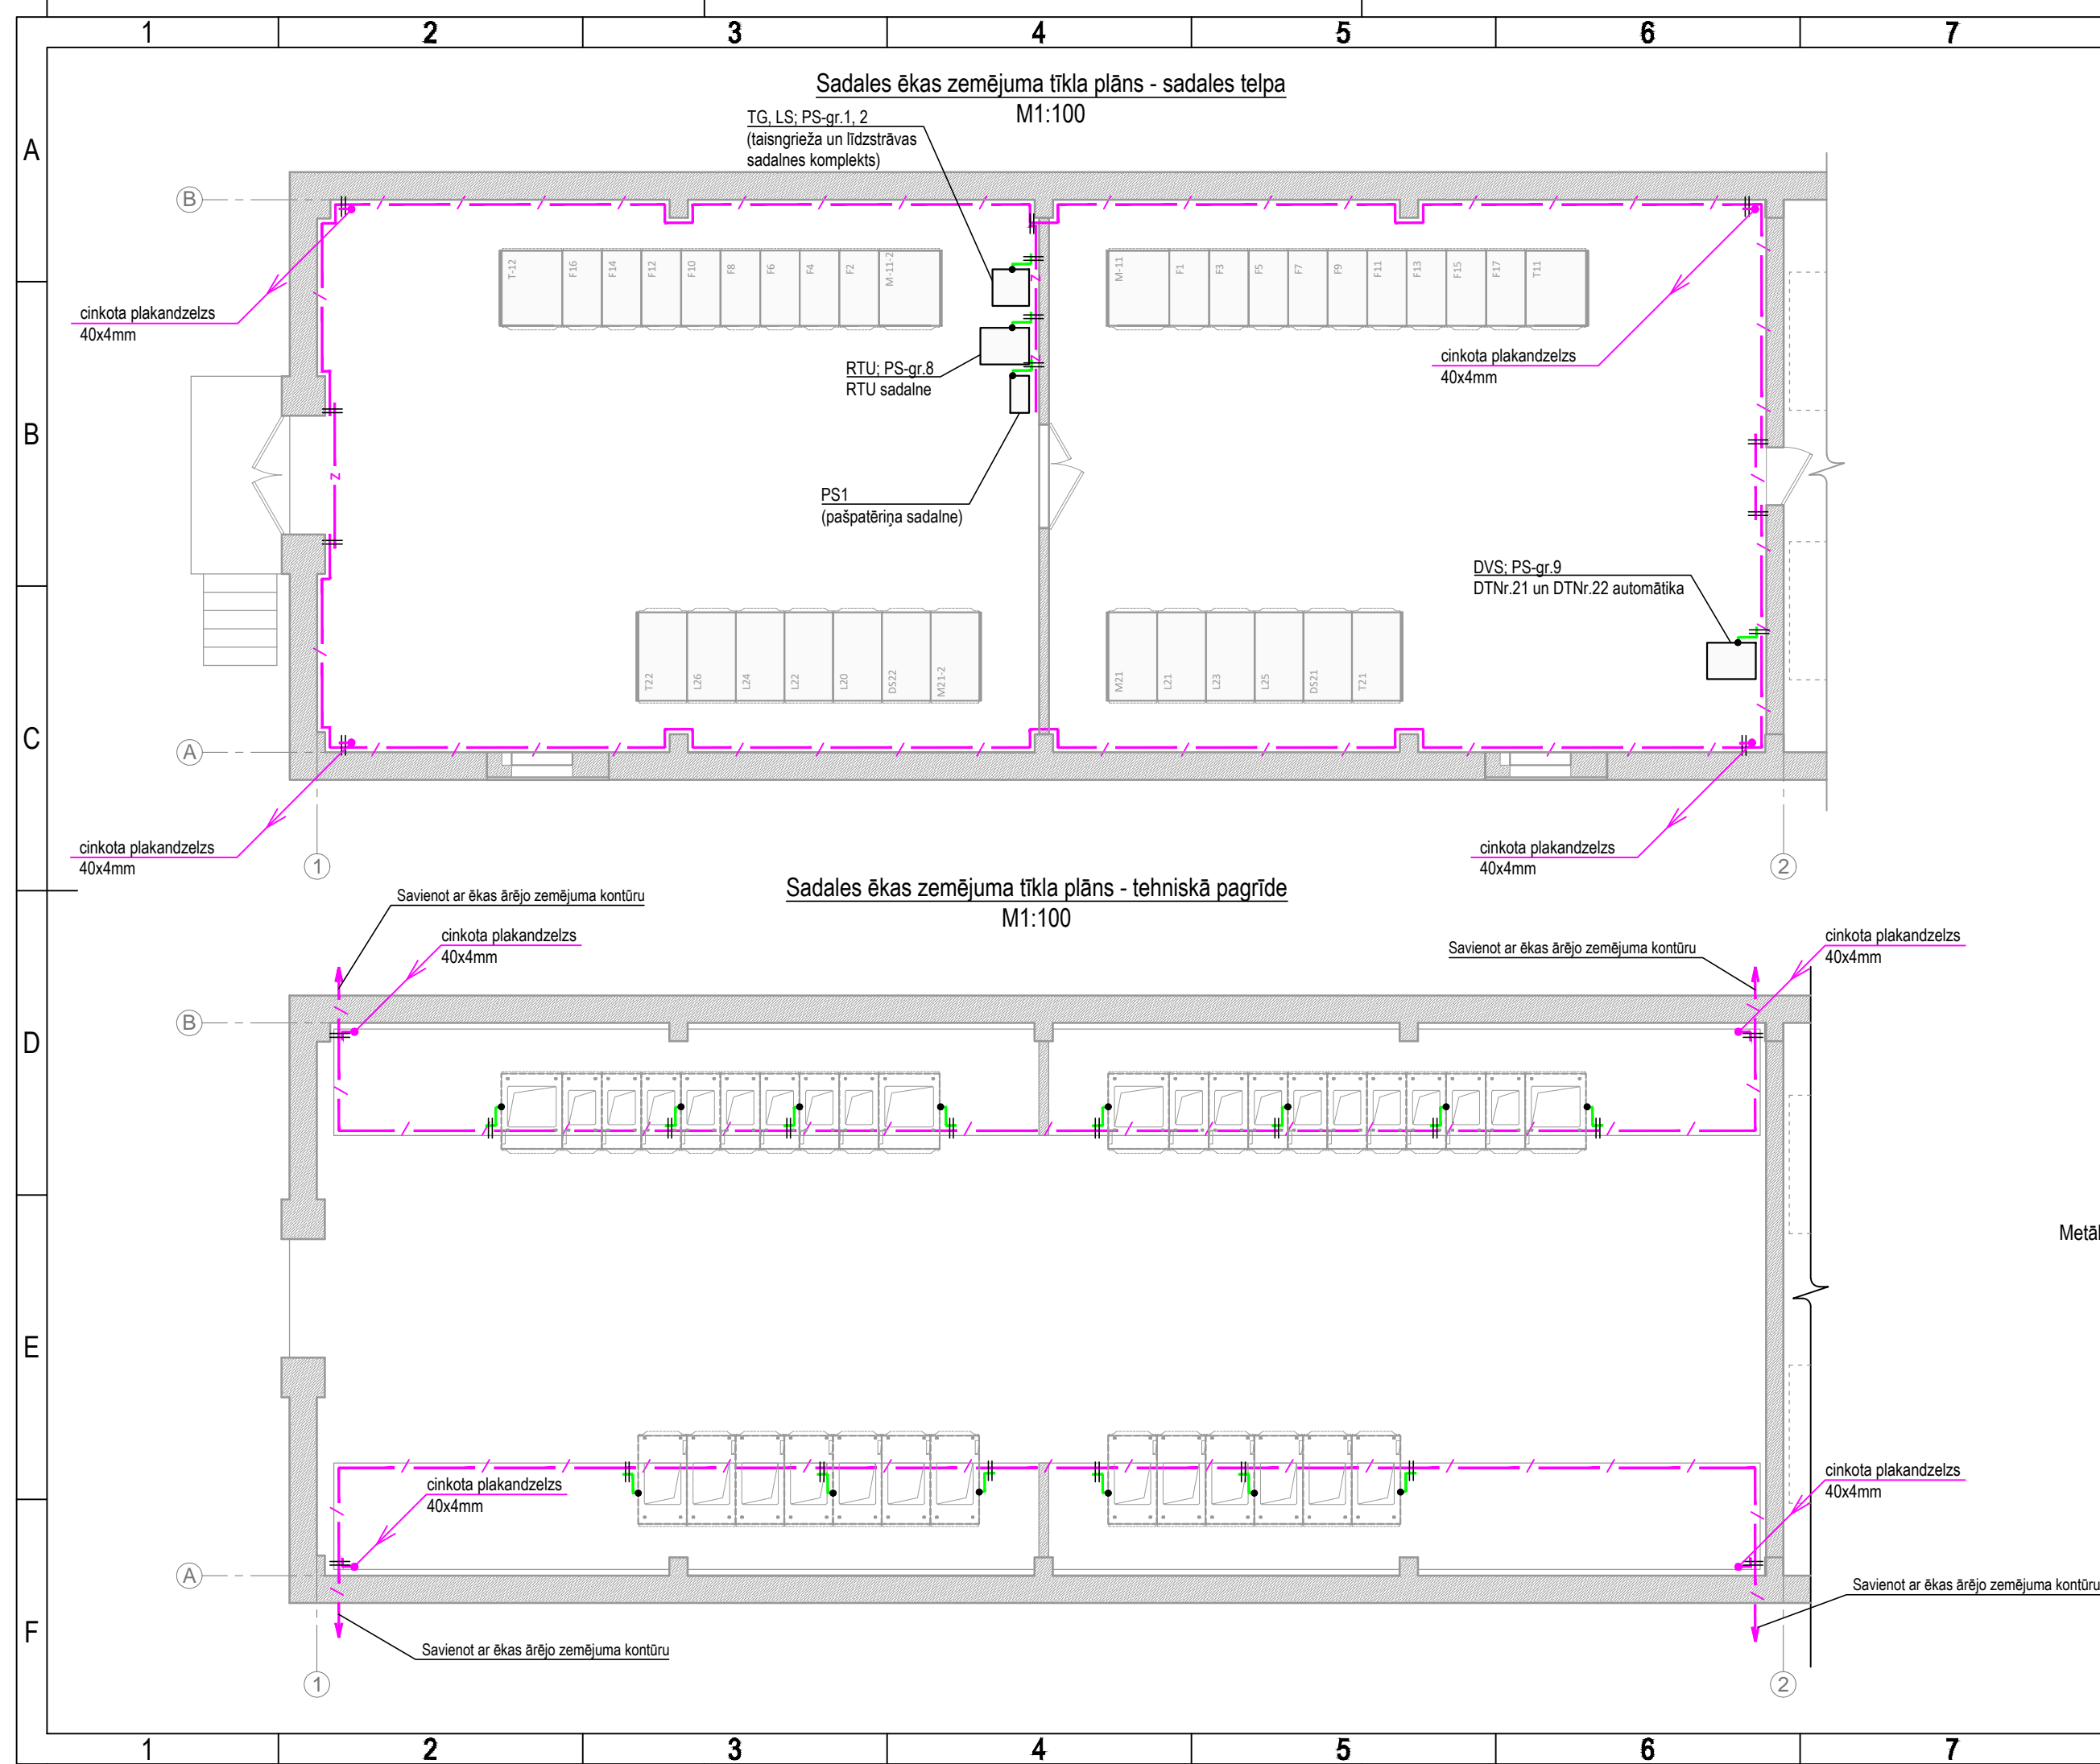 1 2 3 4 5 6 7
Sadales ēkas zemējuma tīkla plāns - sadales telpa
M1:100
A
TG, LS; PS-gr.1, 2
(taisngrieža un līdzstrāvas
sadalnes komplekts)
B
T-12 F16 F14 F12 F10 F8 F6 F4 F2 M-11-2
M-11 F1 F3 F5 F7 F9 F11 F13 F15 F17 T11
cinkota plakandzelzs
40x4mm
RTU; PS-gr.8
RTU sadalne
cinkota plakandzelzs
40x4mm
B
PS1
(pašpatēriņa sadalne)
DVS; PS-gr.9
DTNr.21 un DTNr.22 automātika
T22 L26 L24 L22 L20 DS22 M21-2
M21 L21 L23 L25 DS21 T21
C
A
cinkota plakandzelzs
40x4mm
1
cinkota plakandzelzs
40x4mm
2
Sadales ēkas zemējuma tīkla plāns - tehniskā pagrīde
M1:100
Savienot ar ēkas ārējo zemējuma kontūru
cinkota plakandzelzs
40x4mm
Savienot ar ēkas ārējo zemējuma kontūru
cinkota plakandzelzs
40x4mm
B
D
Metāl
E
cinkota plakandzelzs
40x4mm
cinkota plakandzelzs
40x4mm
A
Savienot ar ēkas ārējo zemējuma kontūru
F
Savienot ar ēkas ārējo zemējuma kontūru
1
2
1 2 3 4 5 6 7